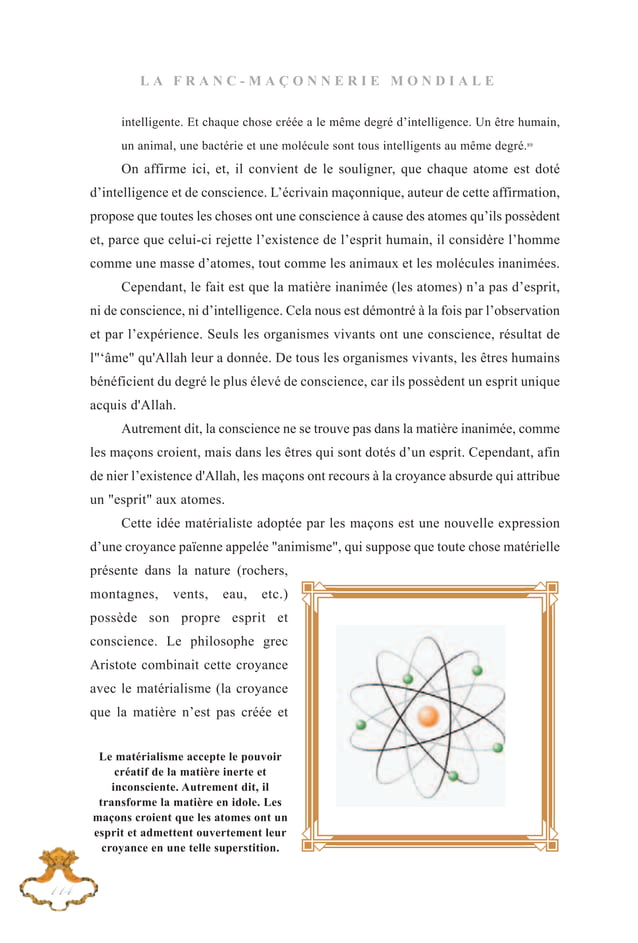 LA FRANC-MAÇONNERIE MONDIALE
intelligente. Et chaque chose créée a le même degré d’intelligence. Un être humain,
un animal, une bactérie et une molécule sont tous intelligents au même degré.
On affirme ici, et, il convient de le souligner, que chaque atome est doté
d’intelligence et de conscience. L’écrivain maçonnique, auteur de cette affirmation,
propose que toutes les choses ont une conscience à cause des atomes qu’ils possèdent
et, parce que celui-ci rejette l’existence de l’esprit humain, il considère l’homme
comme une masse d’atomes, tout comme les animaux et les molécules inanimées.
Cependant, le fait est que la matière inanimée (les atomes) n’a pas d’esprit,
ni de conscience, ni d’intelligence. Cela nous est démontré à la fois par l’observation
et par l’expérience. Seuls les organismes vivants ont une conscience, résultat de
l"‘âme" qu'Allah leur a donnée. De tous les organismes vivants, les êtres humains
bénéficient du degré le plus élevé de conscience, car ils possèdent un esprit unique
acquis d'Allah.
Autrement dit, la conscience ne se trouve pas dans la matière inanimée, comme
les maçons croient, mais dans les êtres qui sont dotés d’un esprit. Cependant, afin
de nier l’existence d'Allah, les maçons ont recours à la croyance absurde qui attribue
un "esprit" aux atomes.
Cette idée matérialiste adoptée par les maçons est une nouvelle expression
d’une croyance païenne appelée "animisme", qui suppose que toute chose matérielle
présente dans la nature (rochers,
montagnes, vents, eau, etc.)
possède son propre esprit et
conscience. Le philosophe grec
Aristote combinait cette croyance
avec le matérialisme (la croyance
que la matière n’est pas créée et
Le matérialisme accepte le pouvoir
créatif de la matière inerte et
inconsciente. Autrement dit, il
transforme la matière en idole. Les
maçons croient que les atomes ont un
esprit et admettent ouvertement leur
croyance en une telle superstition.
114